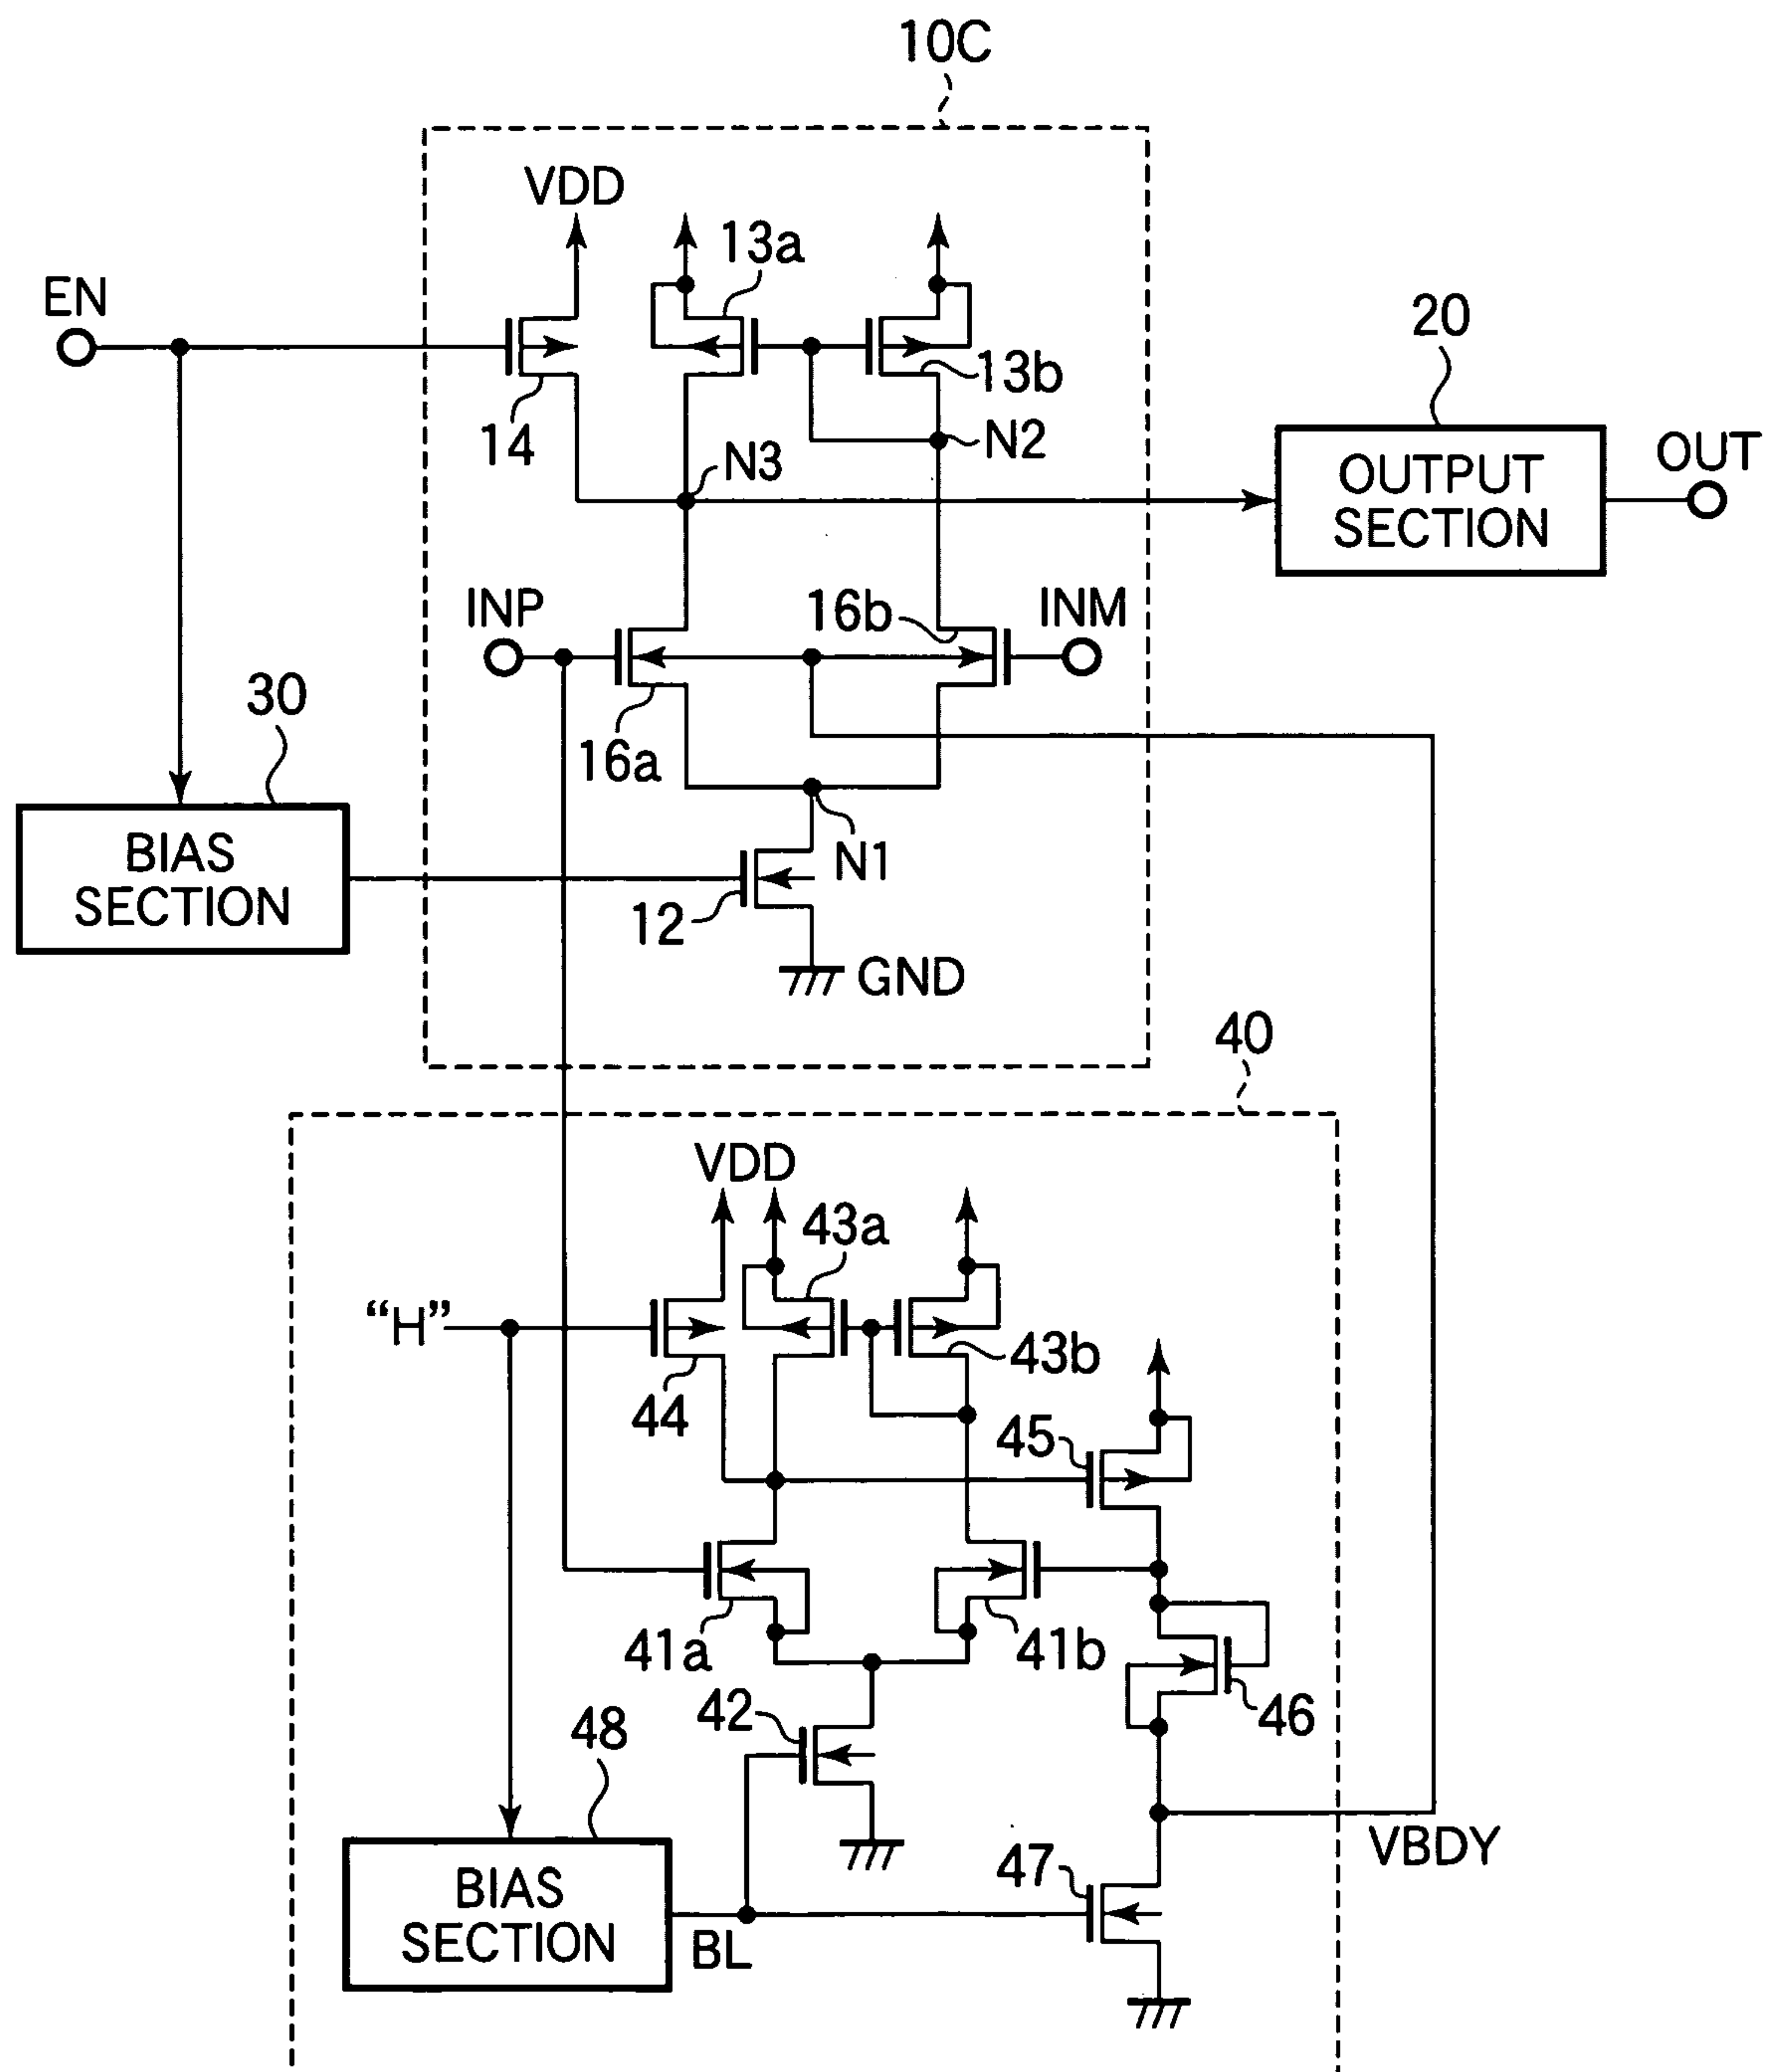 10C
VDD
13a
EN
20
13b
14
N2
N3
OUTPUT
SECTION
OUT
INP
16b
INM
30
16a
BIAS
SECTION
N1
12
GND
40
VDD
43a
“H”
43b
44
45
41a
41b
42
46
48
47
VBDY
BIAS
SECTION
BL